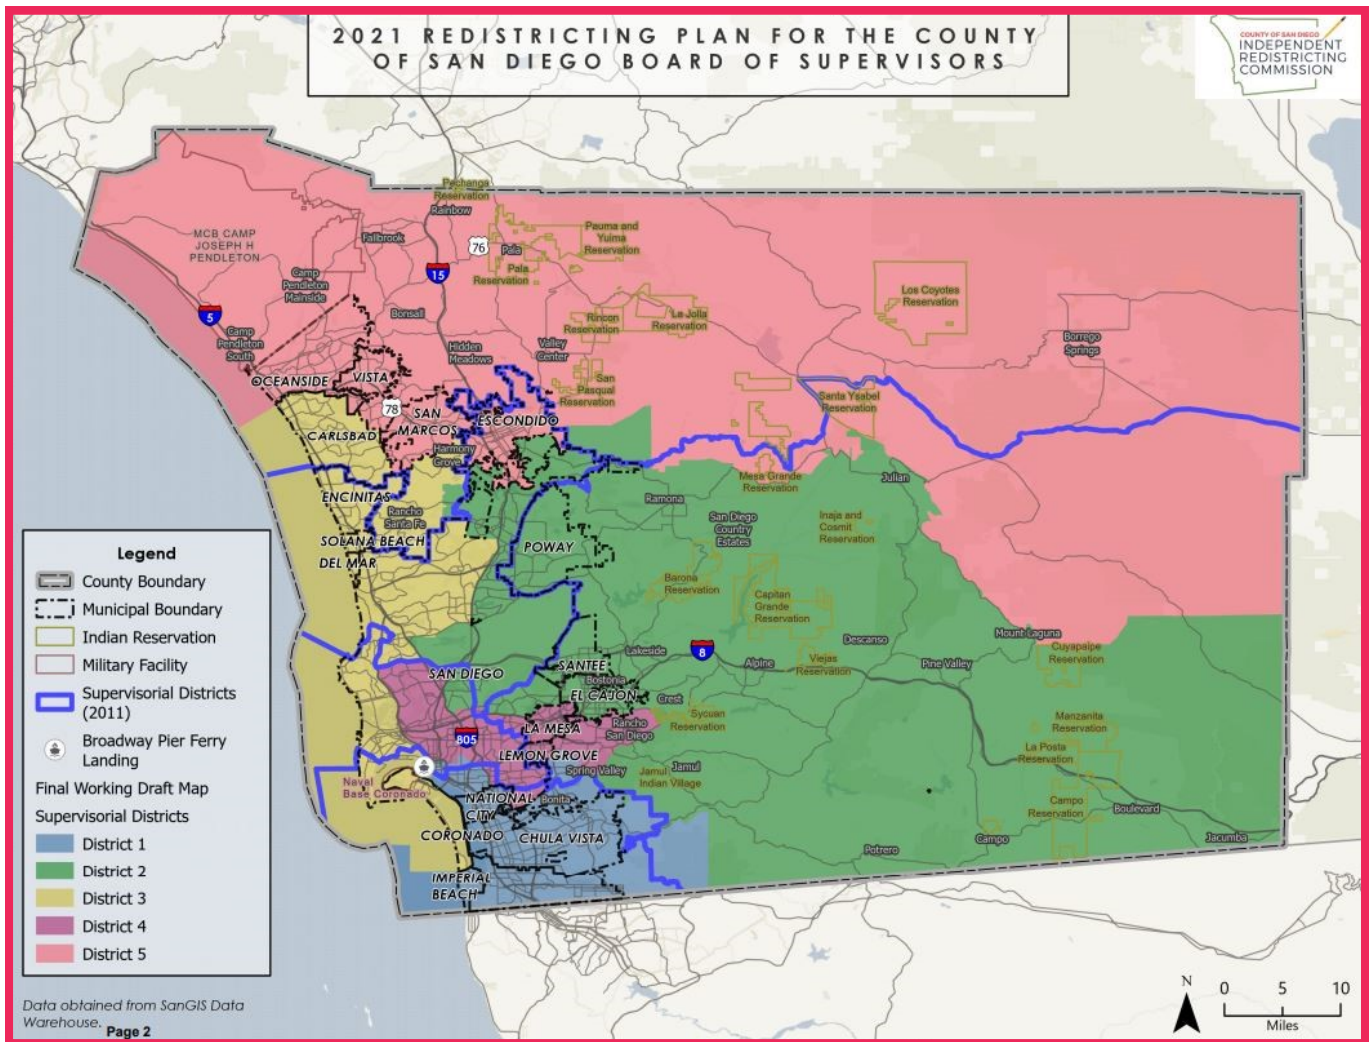 2021 REDISTRICTING PLAN FOR THE COUNTY
OF SAN DIEGO BOARD OF SUPERVISORS
COUNTY OF SAN DIEGO
INDEPENDENT
REDISTRICTING
COMMISSION
Pechanga
Reservation
Rainbow
MCB CAMP
JOSEPH H
PENDLETON
Fallbrook
76
Pala
Pauma and
Yuima
Reservation
15
Pala
Reservation
Camp
Pendleton
Mainside
Los Coyotes
Reservation
5
Bonsall
Rincon
Reservation
La Jolla
Reservation
Camp
Pendleton
South
Hidden
Meadows
Valley
Center
Borrego
Springs
OCEANSIDE
VISTA
San
Pasqual
Reservation
Santa Ysabel
Reservation
78
SAN
MARCOS
ESCONDIDO
CARLSBAD
Harmony
Grove
Mesa Grande
Reservation
Julian
ENCINITAS
Rancho
Santa Fe
Ramona
San Diego
Country
Estates
Inaja and
Cosmit
Reservation
SOLANA BEACH
DEL MAR
POWAY
Barona
Reservation
Capitan
Grande
Reservation
Mount Laguna
Cuyapaipe
Reservation
Descanso
Lakeside
8
Alpine
Viejas
Reservation
Pine Valley
SAN DIEGO
SANTEE
Bostonia
EL CAJON
Crest
Sycuan
Reservation
LA MESA
Rancho
San Diego
805
LEMON GROVE
Manzanita
Reservation
La Posta
Reservation
Spring Valley
Jamul
Jamul
Indian Village
Naval
Base Coronado
NATIONAL
CITY
Bonita
Campo
Reservation
Boulevard
CORONADO
CHULA VISTA
Campo
Jacumba
Potrero
IMPERIAL
BEACH
Legend
County Boundary
Municipal Boundary
Indian Reservation
Military Facility
Supervisorial Districts
(2011)
Broadway Pier Ferry
Landing
Final Working Draft Map
Supervisorial Districts
District 1
District 2
District 3
District 4
District 5
Data obtained from SanGIS Data
Warehouse.
Page 2
N
0 5 10
Miles